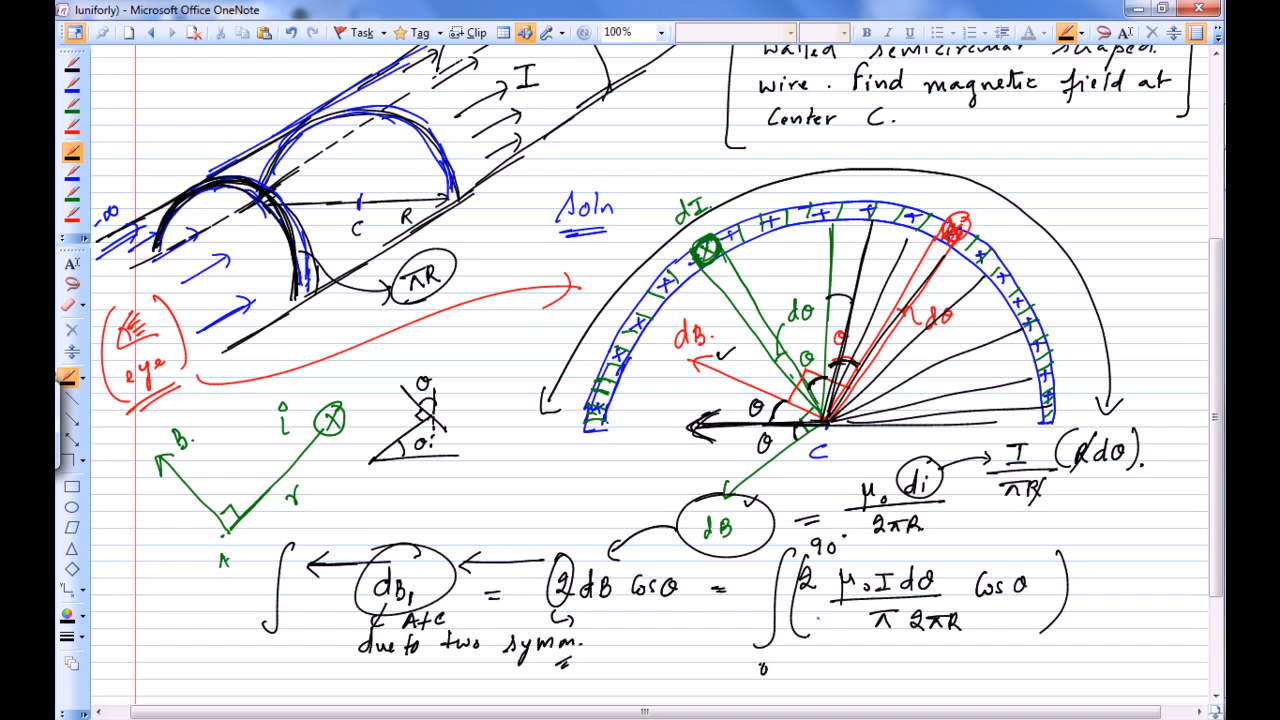 luniforly) - Microsoft Office OneNote
Task
Tag
Clip
100%
B I U
walled semicircular shaped
wire. Find magnetic field at
Center C.
I
-∞
C R
πR
eye
Soln
dI
dθ
dθ
dB.
θ
θ
θ
θ
C
i
B.
r
A
θ
θ
dB = μ₀ di / 2πR
I / πR (R dθ).
∫ dB₁ = 2 dB Cosθ = ∫₀^90° ( 2 μ₀ I dθ / π 2πR Cosθ )
At C
due to two symm.